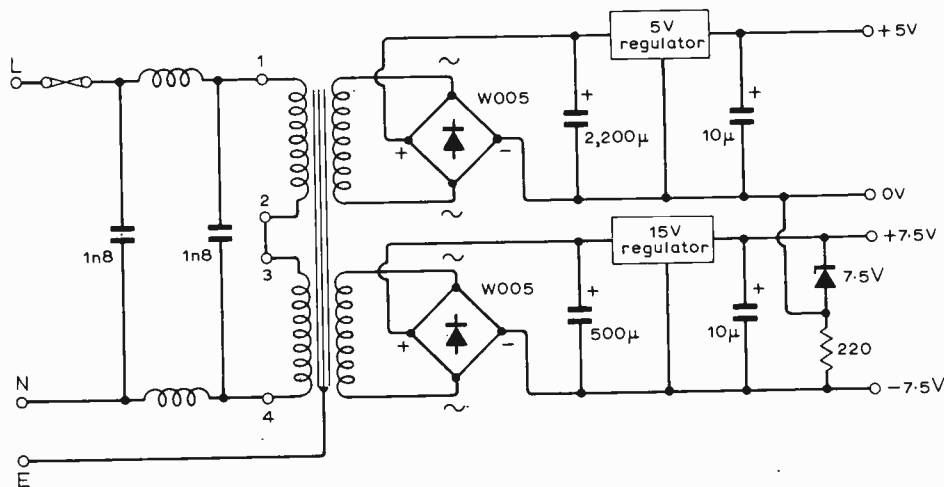 L
1
1n8
1n8
2
3
N
4
E
~
W005
+
-
~
+
2,200μ
5V
regulator
+
10μ
+5V
0V
~
W005
+
-
~
+
500μ
15V
regulator
+
10μ
+7·5V
7·5V
220
-7·5V